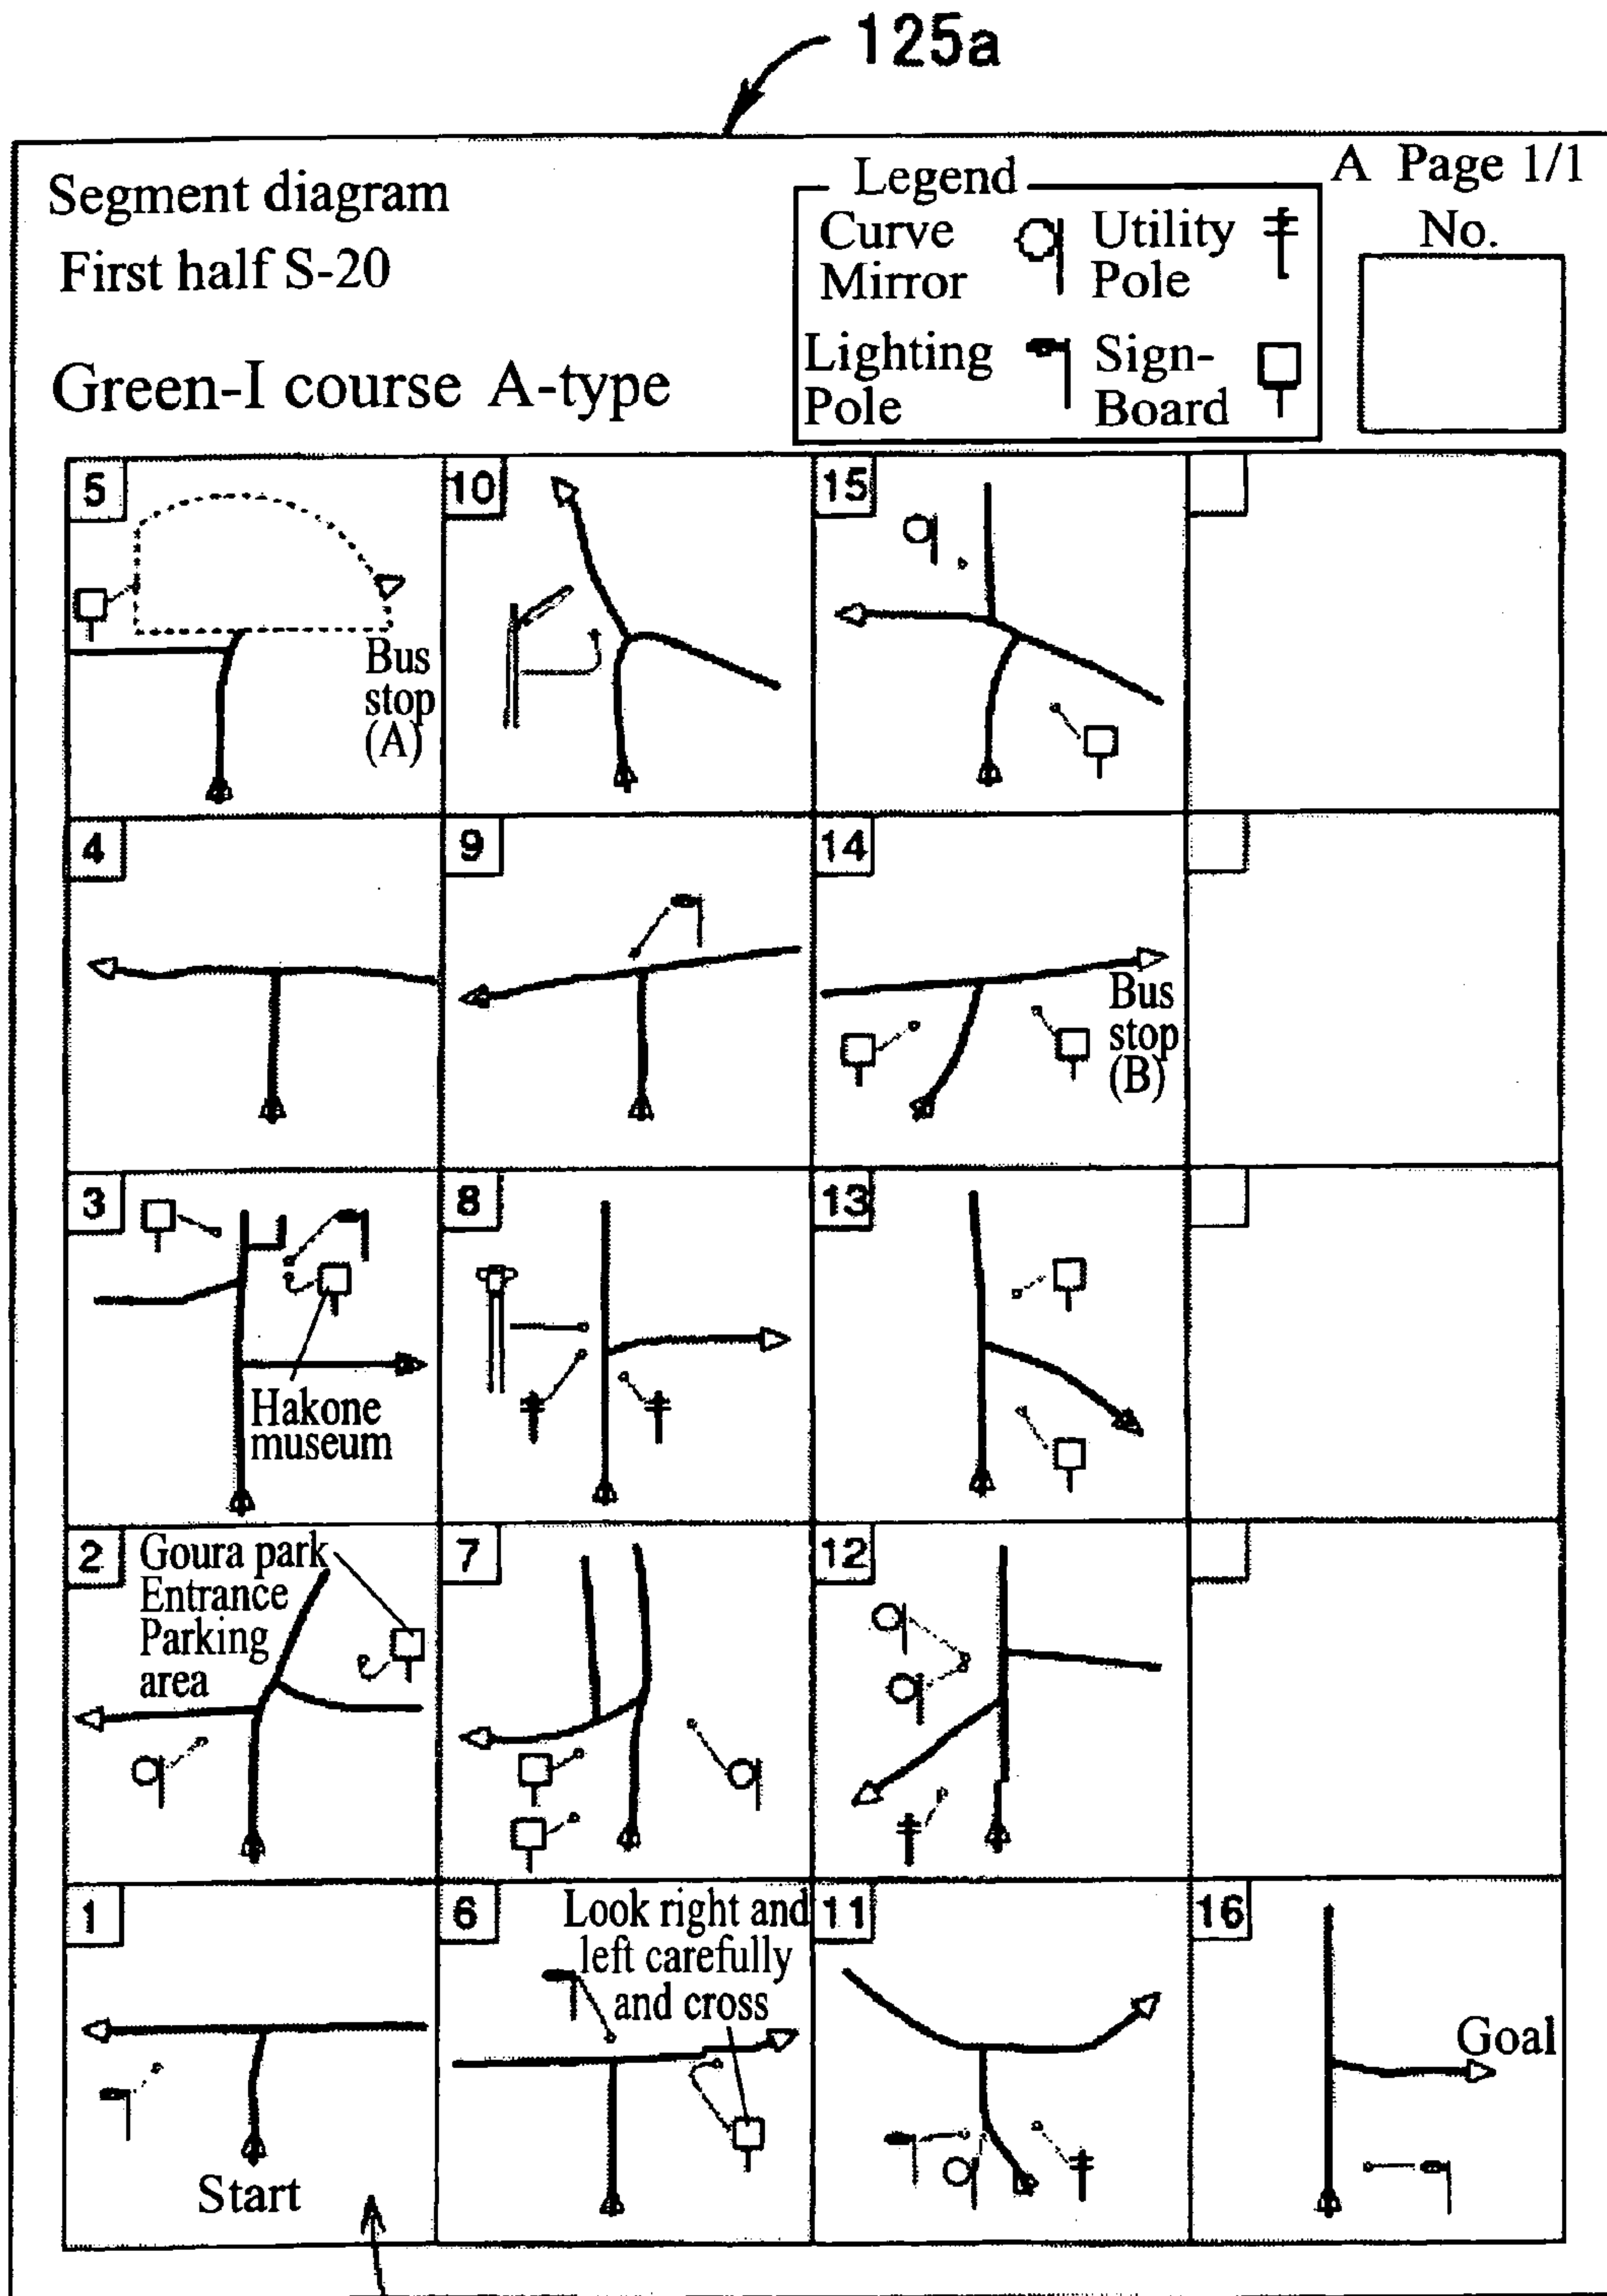 125a
A Page 1/1
Segment diagram
First half S-20
Green-I course A-type
Legend
Curve
Mirror
Utility
Pole
Lighting
Pole
Sign-
Board
No.
5
Bus
stop
(A)
10
15
4
9
14
Bus
stop
(B)
3
Hakone
museum
8
13
2
Goura park
Entrance
Parking
area
7
12
1
Start
6
Look right and
left carefully
and cross
11
16
Goal